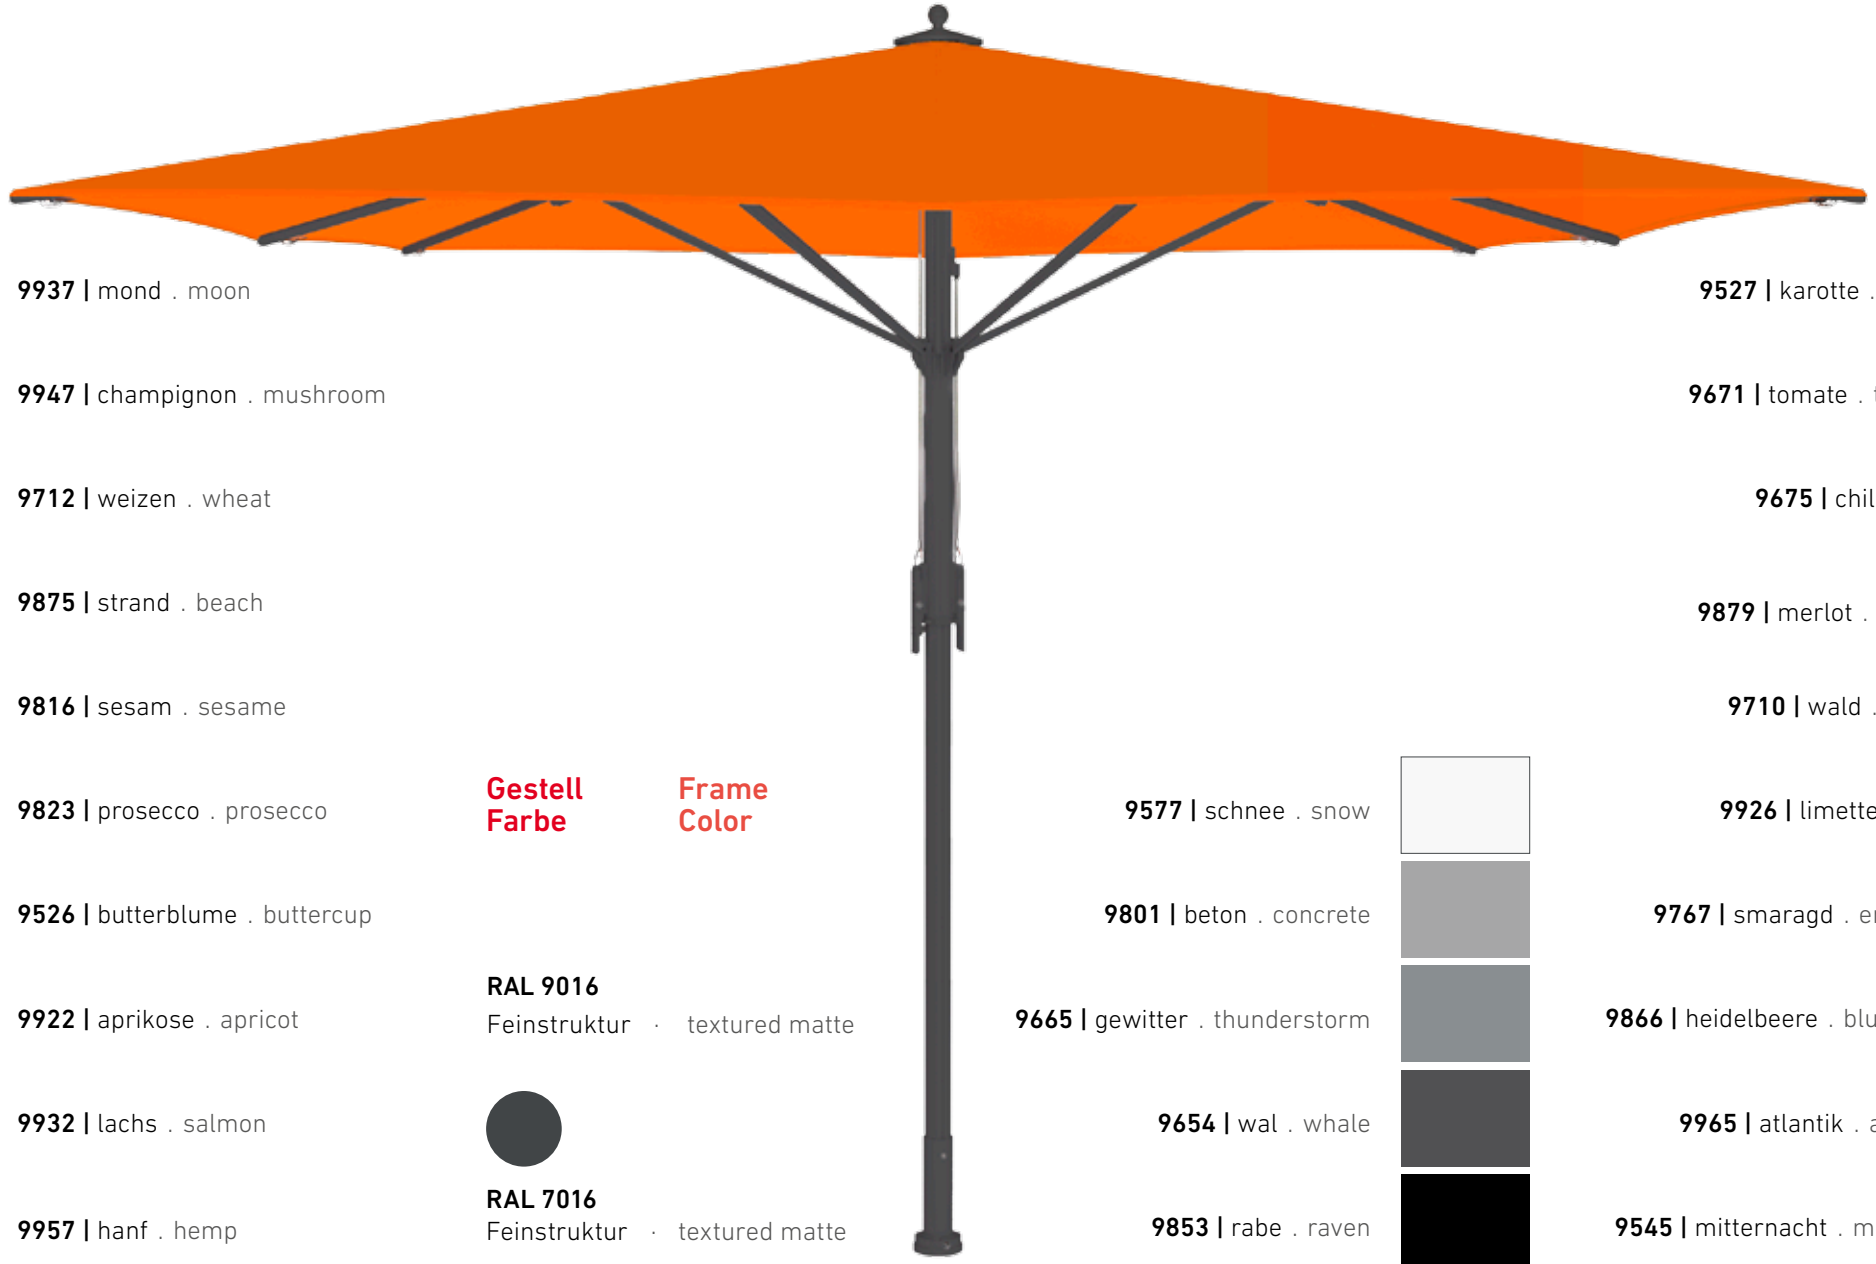 9937 | mond . moon
9947 | champignon . mushroom
9712 | weizen . wheat
9875 | strand . beach
9816 | sesam . sesame
9823 | prosecco . prosecco
9526 | butterblume . buttercup
9922 | aprikose . apricot
9932 | lachs . salmon
9957 | hanf . hemp
Gestell
Farbe
Frame
Color
RAL 9016
Feinstruktur · textured matte
RAL 7016
Feinstruktur · textured matte
9577 | schnee . snow
9801 | beton . concrete
9665 | gewitter . thunderstorm
9654 | wal . whale
9853 | rabe . raven
9527 | karotte .
9671 | tomate .
9675 |
9879 | merlot .
9710 | wald .
9926 | limette
9767 | smaragd .
9866 | heidelbeere .
9965 | atlantik .
9545 | mitternacht .